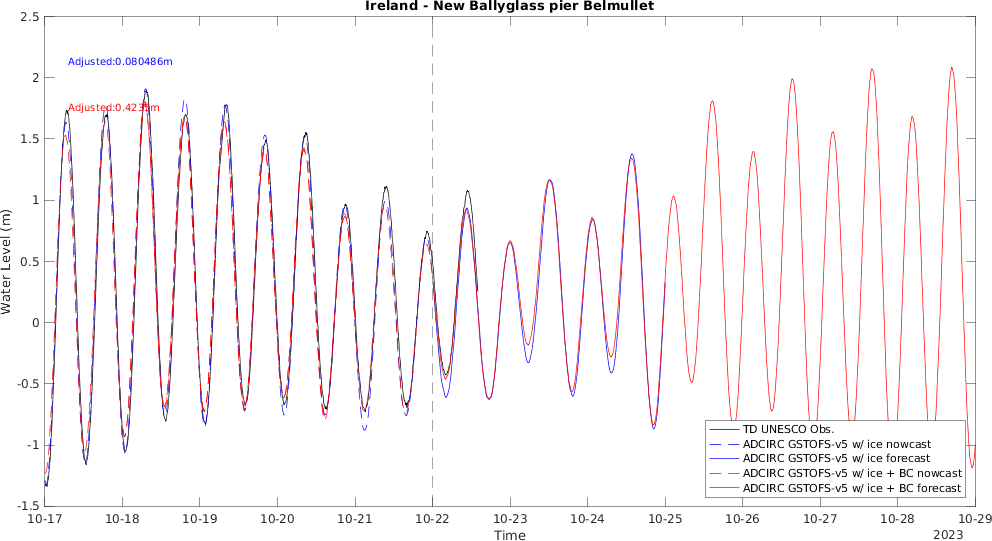 Ireland - New Ballyglass pier Belmullet
Water Level (m)
2.5
2
1.5
1
0.5
0
-0.5
-1
-1.5
Adjusted:0.080486m
Adjusted:0.4235m
TD UNESCO Obs.
ADCIRC GSTOFS-v5 w/ ice nowcast
ADCIRC GSTOFS-v5 w/ ice forecast
ADCIRC GSTOFS-v5 w/ ice + BC nowcast
ADCIRC GSTOFS-v5 w/ ice + BC forecast
10-17 10-18 10-19 10-20 10-21 10-22 10-23 10-24 10-25 10-26 10-27 10-28 10-29
Time
2023